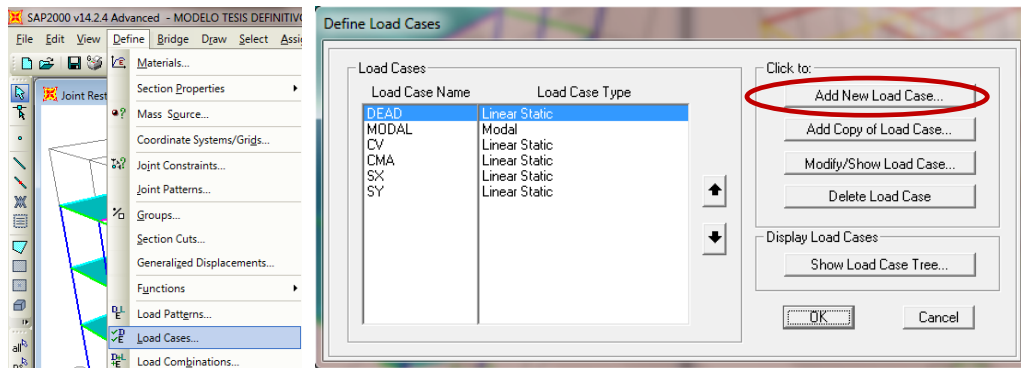 SAP2000 v14.2.4 Advanced - MODELO TESIS DEFINITIVO
File Edit View Define Bridge Draw Select Assi
Joint Rest
Materials...
Section Properties
Mass Source...
Coordinate Systems/Grids...
Joint Constraints...
Joint Patterns...
Groups...
Section Cuts...
Generalized Displacements...
Functions
Load Patterns...
Load Cases...
Load Combinations...
all
Define Load Cases
Load Cases
Load Case Name Load Case Type
DEAD Linear Static
MODAL Modal
CV Linear Static
CMA Linear Static
SX Linear Static
SY Linear Static
Click to:
Add New Load Case...
Add Copy of Load Case...
Modify/Show Load Case...
Delete Load Case
Display Load Cases
Show Load Case Tree...
OK Cancel